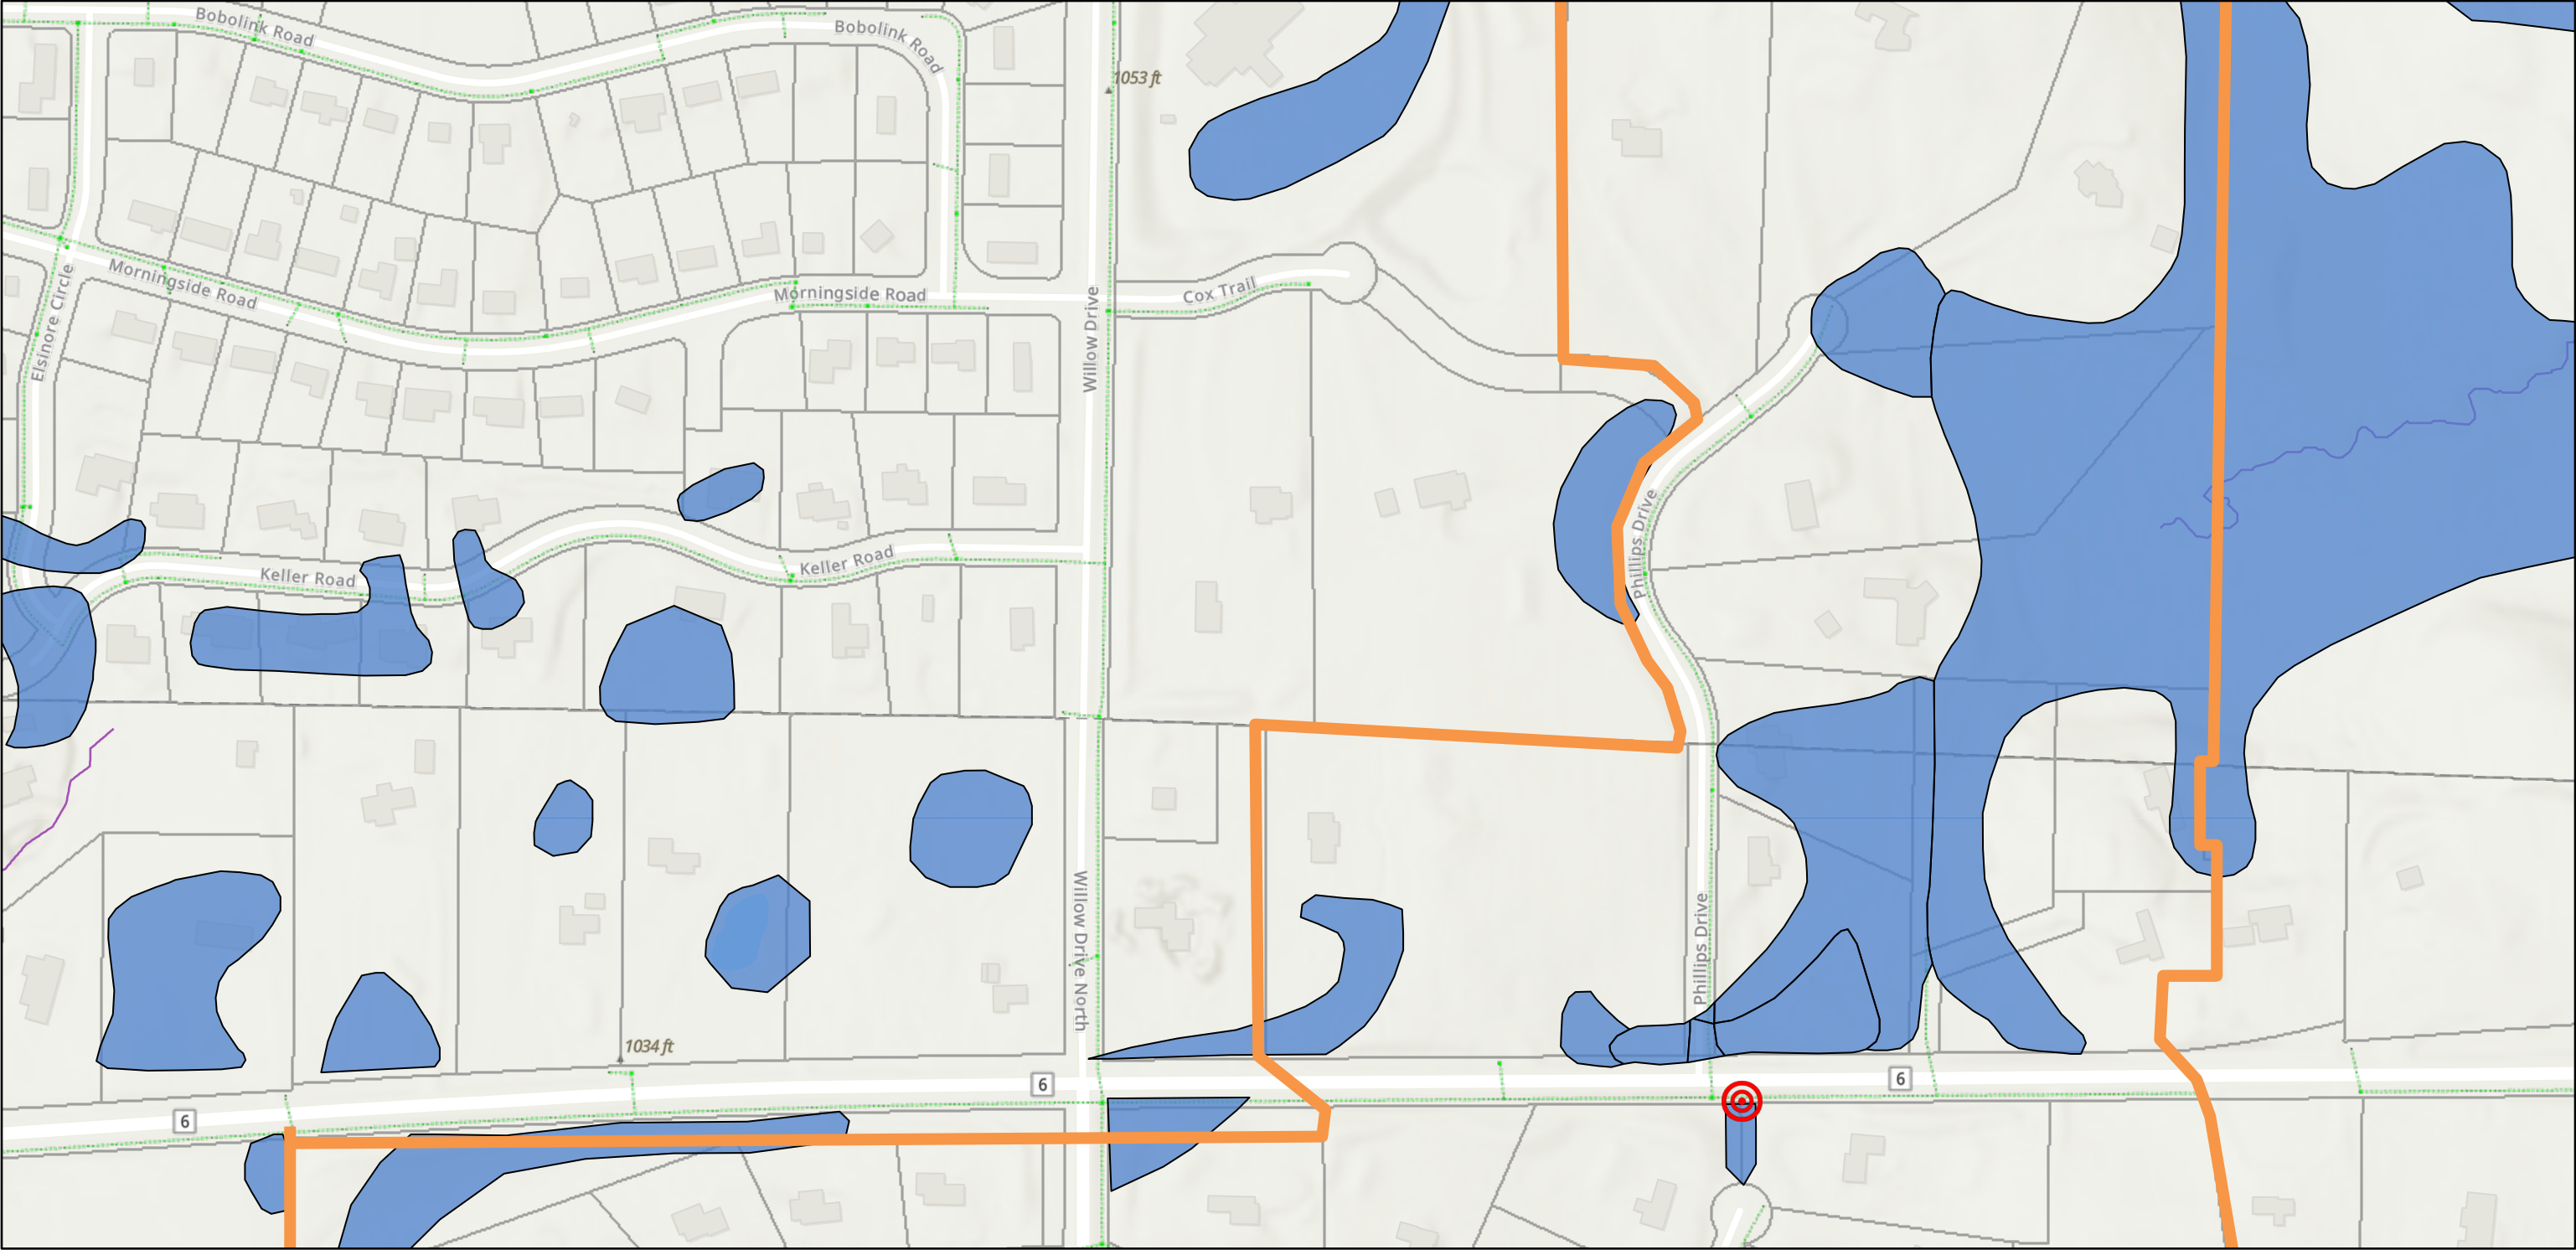 Bobolink Road
Bobolink Road
1053 ft
Morningside Road
Morningside Road
Cox Trail
Elsinore Circle
Willow Drive
Phillips Drive
Keller Road
Keller Road
Willow Drive North
Phillips Drive
1034 ft
6
6
6